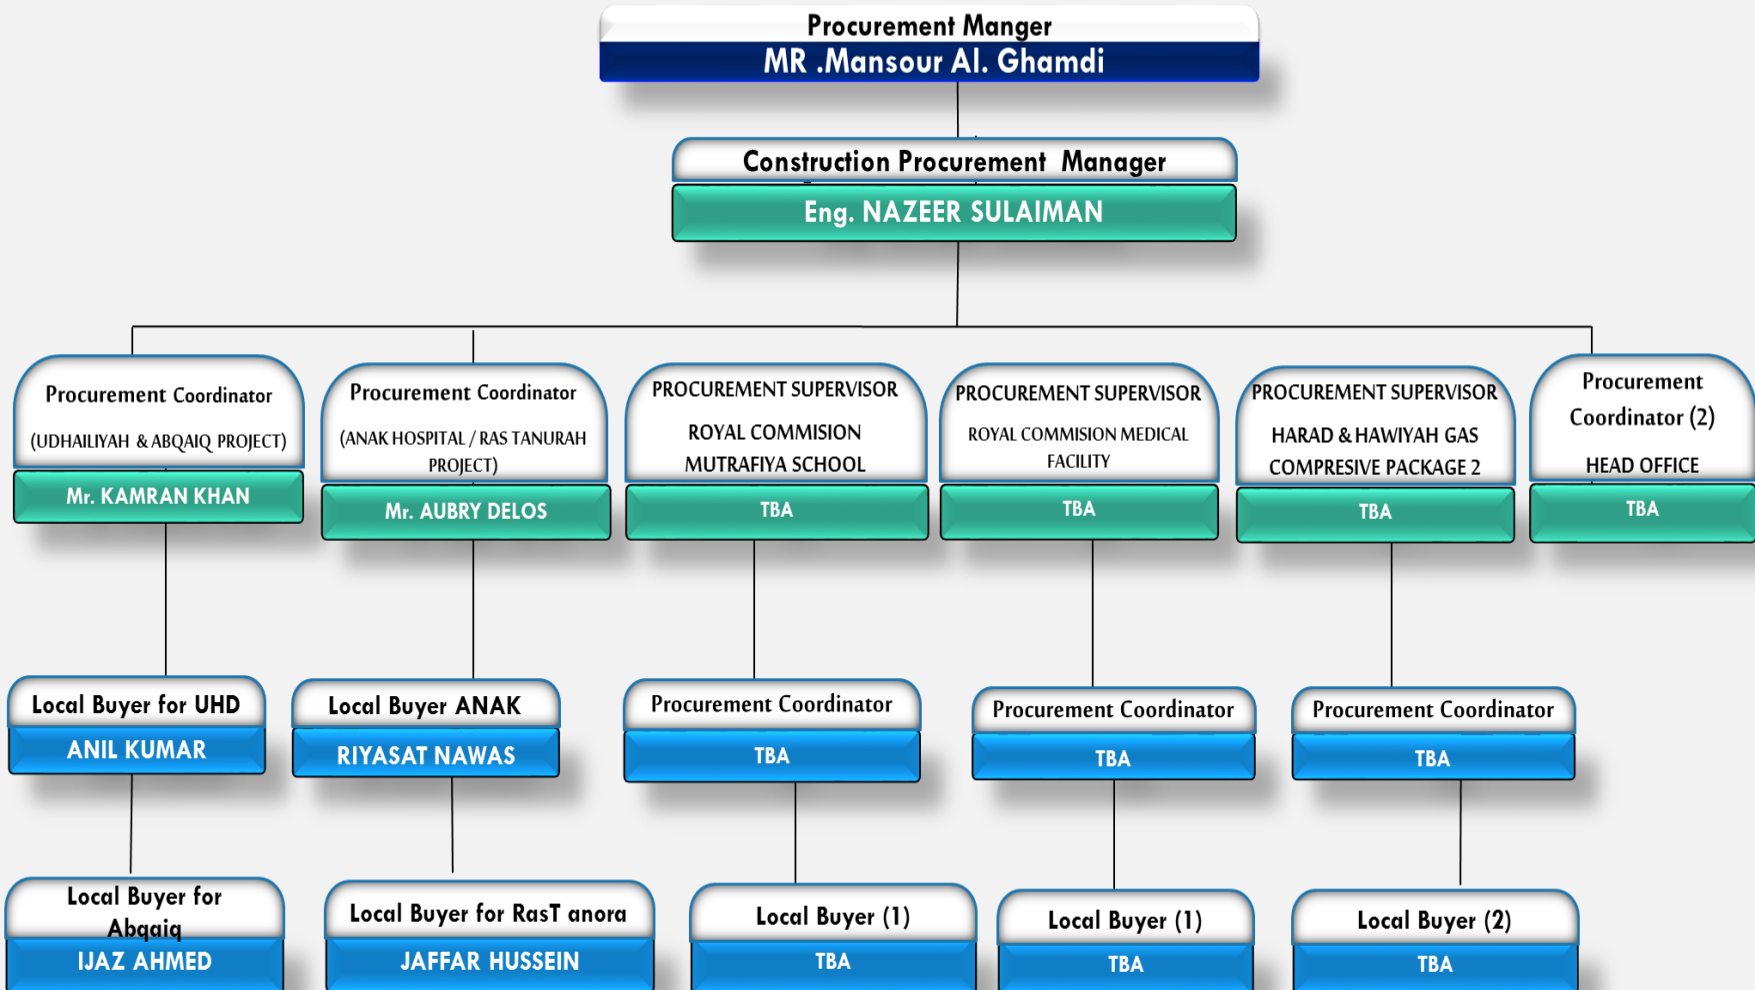 Procurement Manger
MR .Mansour Al. Ghamdi
Construction Procurement Manager
Eng. NAZEER SULAIMAN
Procurement Coordinator
(UDHAILIYAH & ABQAIQ PROJECT)
Mr. KAMRAN KHAN
Procurement Coordinator
(ANAK HOSPITAL / RAS TANURAH
PROJECT)
Mr. AUBRY DELOS
PROCUREMENT SUPERVISOR
ROYAL COMMISION
MUTRAFIYA SCHOOL
TBA
PROCUREMENT SUPERVISOR
ROYAL COMMISION MEDICAL
FACILITY
TBA
PROCUREMENT SUPERVISOR
HARAD & HAWIYAH GAS
COMPRESIVE PACKAGE 2
TBA
Procurement
Coordinator (2)
HEAD OFFICE
TBA
Local Buyer for UHD
ANIL KUMAR
Local Buyer ANAK
RIYASAT NAWAS
Procurement Coordinator
TBA
Procurement Coordinator
TBA
Procurement Coordinator
TBA
Local Buyer for
Abqaiq
IJAZ AHMED
Local Buyer for RasT anora
JAFFAR HUSSEIN
Local Buyer (1)
TBA
Local Buyer (1)
TBA
Local Buyer (2)
TBA